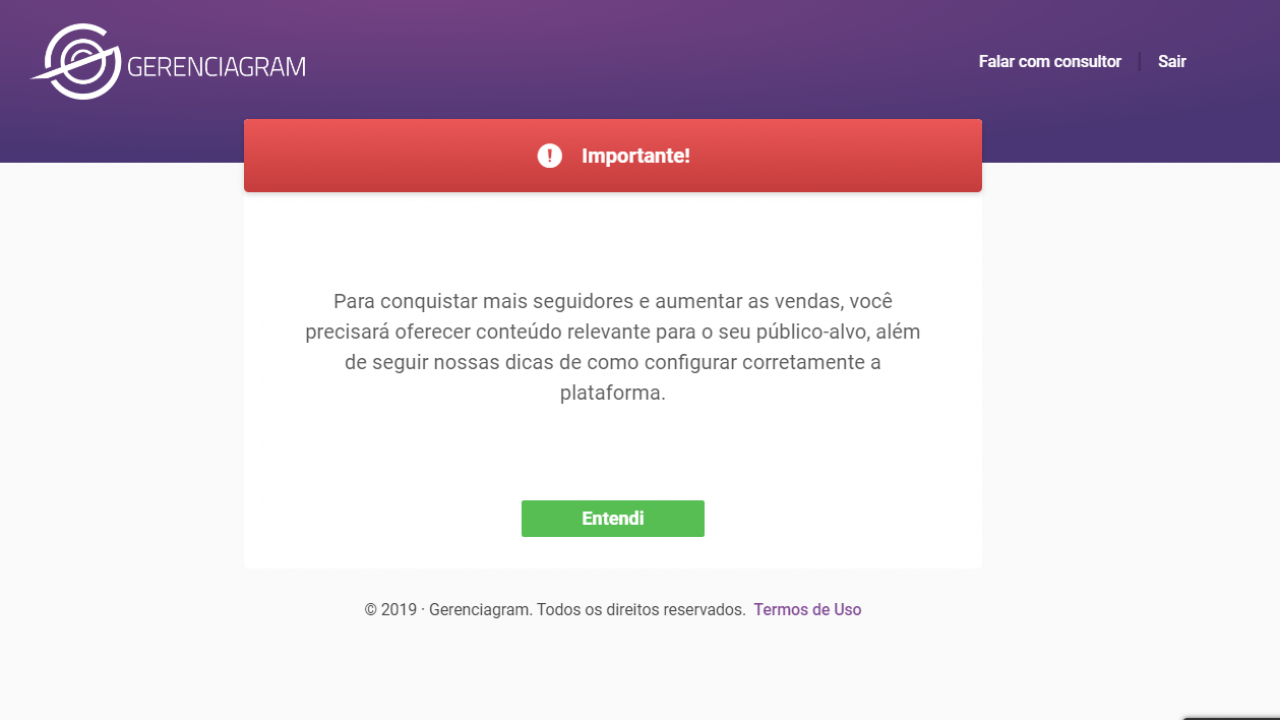 GERENCIAGRAM
Falar com consultor
Sair
Importante!
Para conquistar mais seguidores e aumentar as vendas, você
precisará oferecer conteúdo relevante para o seu público-alvo, além
de seguir nossas dicas de como configurar corretamente a
plataforma.
Entendi
© 2019 · Gerenciagram. Todos os direitos reservados. Termos de Uso